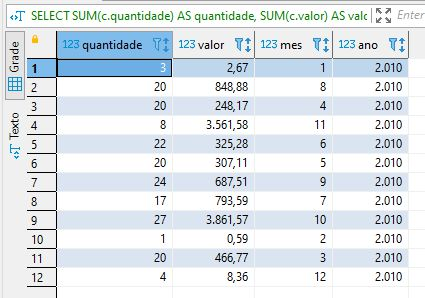 SELECT SUM(c.quantidade) AS quantidade, SUM(c.valor) AS valc Enter
Grade
Texto
123 quantidade 123 valor 123 mes 123 ano
1 3 2,67 1 2.010
2 20 848,88 8 2.010
3 20 248,17 4 2.010
4 8 3.561,58 11 2.010
5 22 325,28 6 2.010
6 20 307,11 5 2.010
7 24 687,51 9 2.010
8 17 793,59 7 2.010
9 27 3.861,57 10 2.010
10 1 0,59 2 2.010
11 20 466,77 3 2.010
12 4 8,36 12 2.010